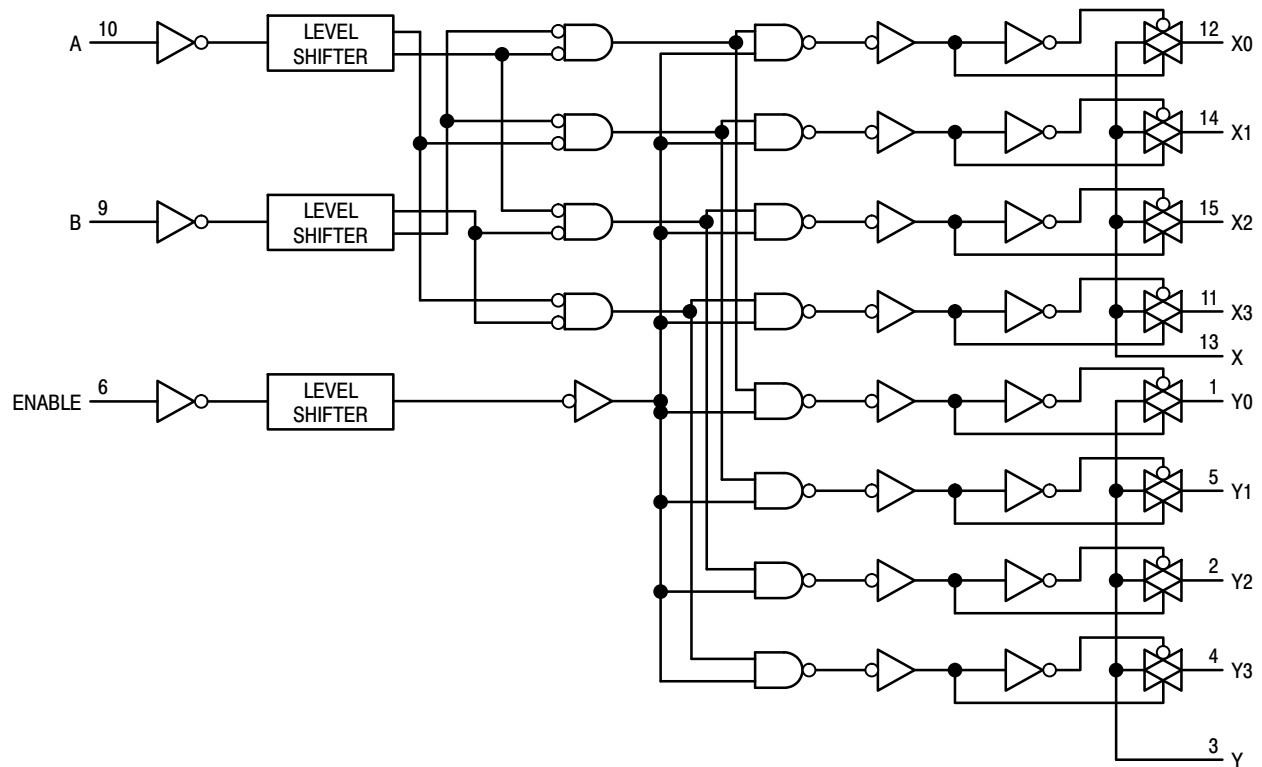 A 10
LEVEL
SHIFTER
12 X0
14 X1
B 9
LEVEL
SHIFTER
15 X2
11 X3
13 X
ENABLE 6
LEVEL
SHIFTER
1 Y0
5 Y1
2 Y2
4 Y3
3 Y